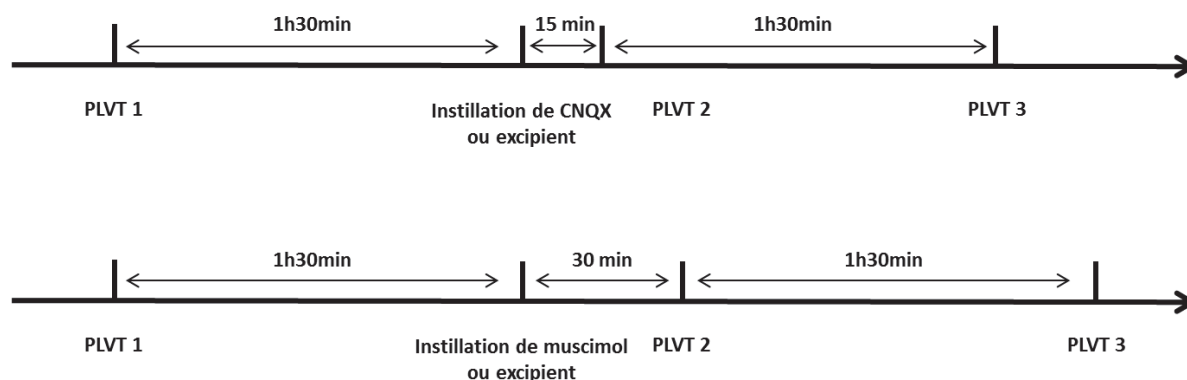 1h30min
15 min
1h30min
PLVT 1
Instillation de CNQX
ou excipient
PLVT 2
PLVT 3
1h30min
30 min
1h30min
PLVT 1
Instillation de muscimol
ou excipient
PLVT 2
PLVT 3